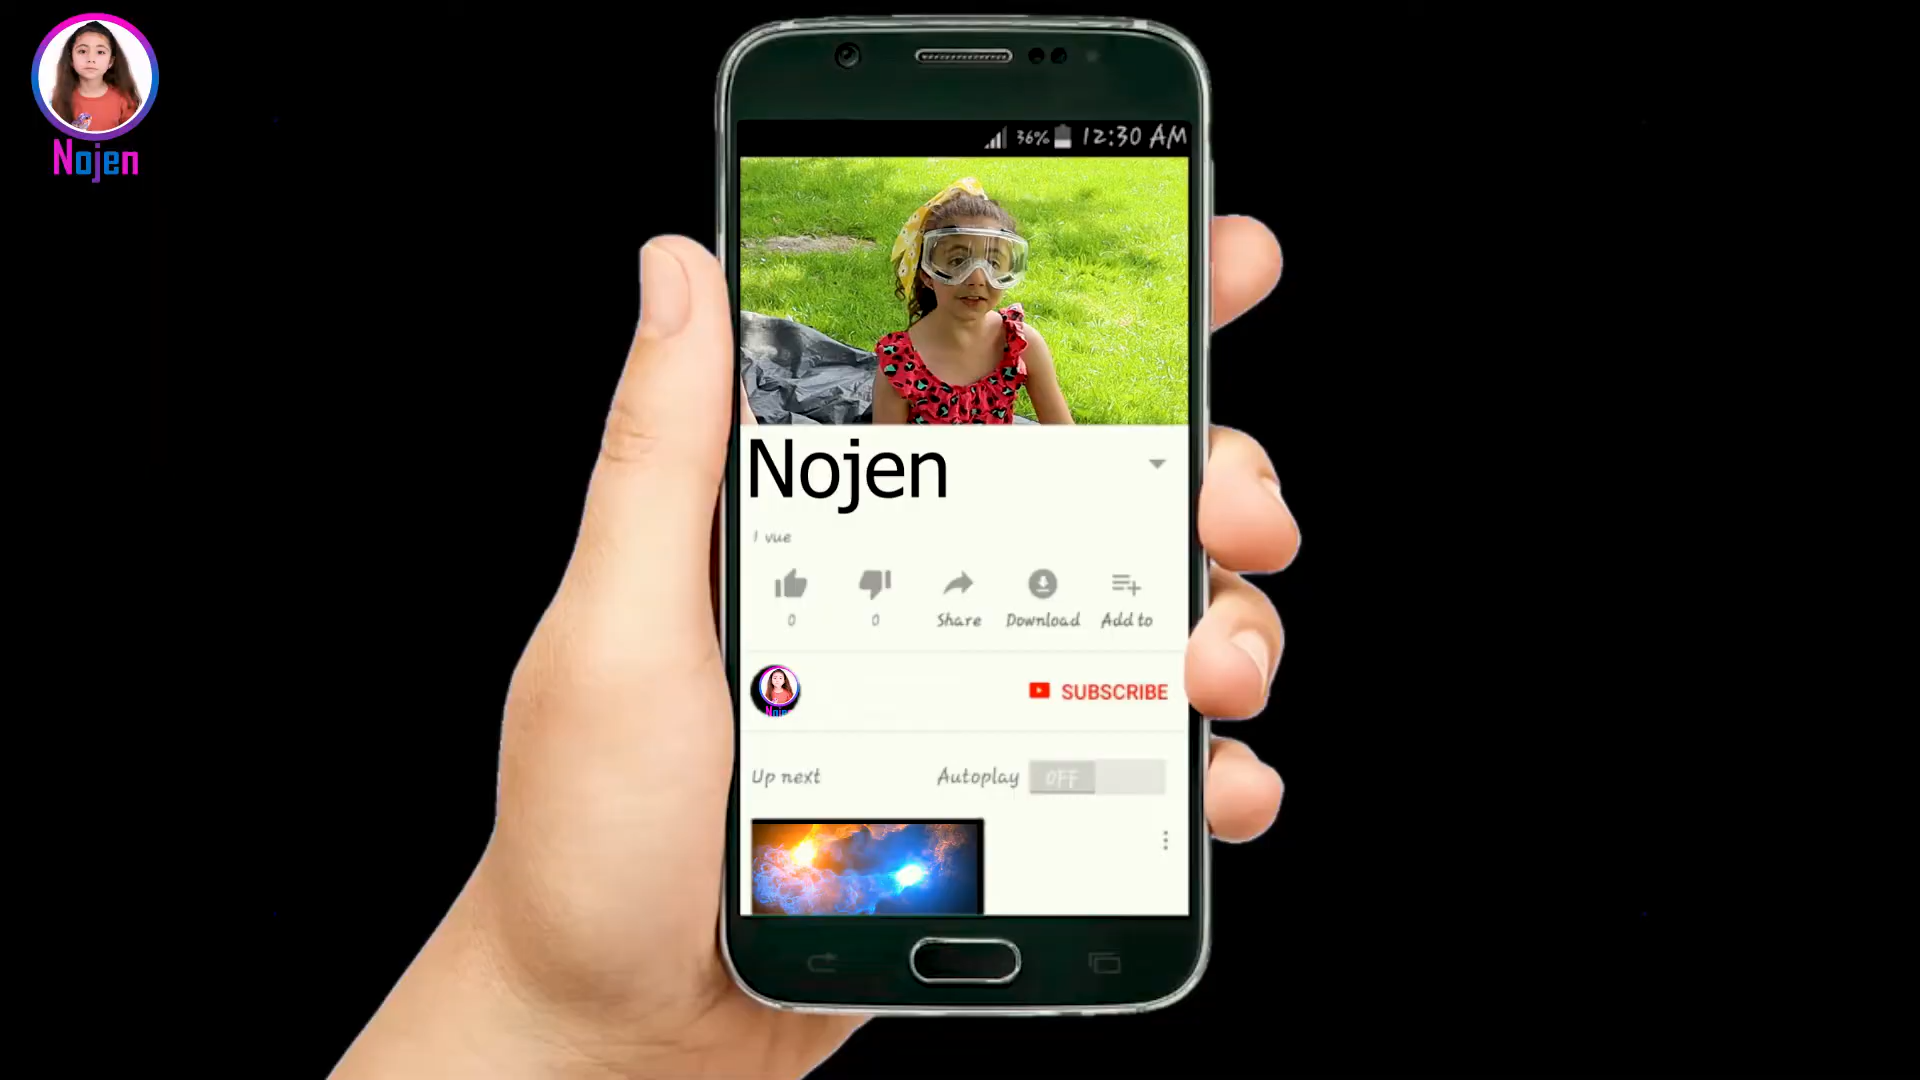 Nojen
36% 12:30 AM
Nojen
1 vue
0 0 Share Download Add to
SUBSCRIBE
Up next Autoplay OFF